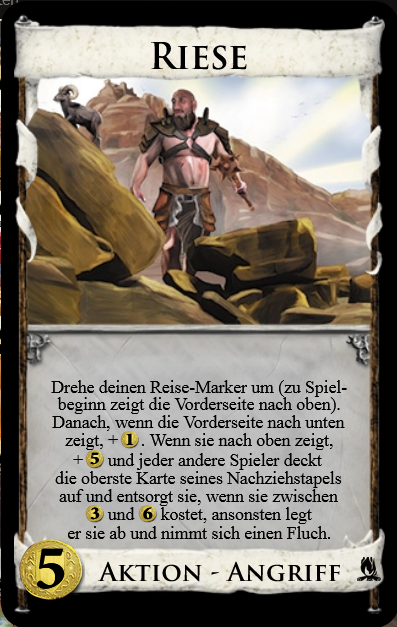 RIESE
Drehe deinen Reise-Marker um (zu Spiel-
beginn zeigt die Vorderseite nach oben).
Danach, wenn die Vorderseite nach unten
zeigt, + 1 . Wenn sie nach oben zeigt,
+ 5 und jeder andere Spieler deckt
die oberste Karte seines Nachziehstapels
auf und entsorgt sie, wenn sie zwischen
3 und 6 kostet, ansonsten legt
er sie ab und nimmt sich einen Fluch.
5 AKTION - ANGRIFF